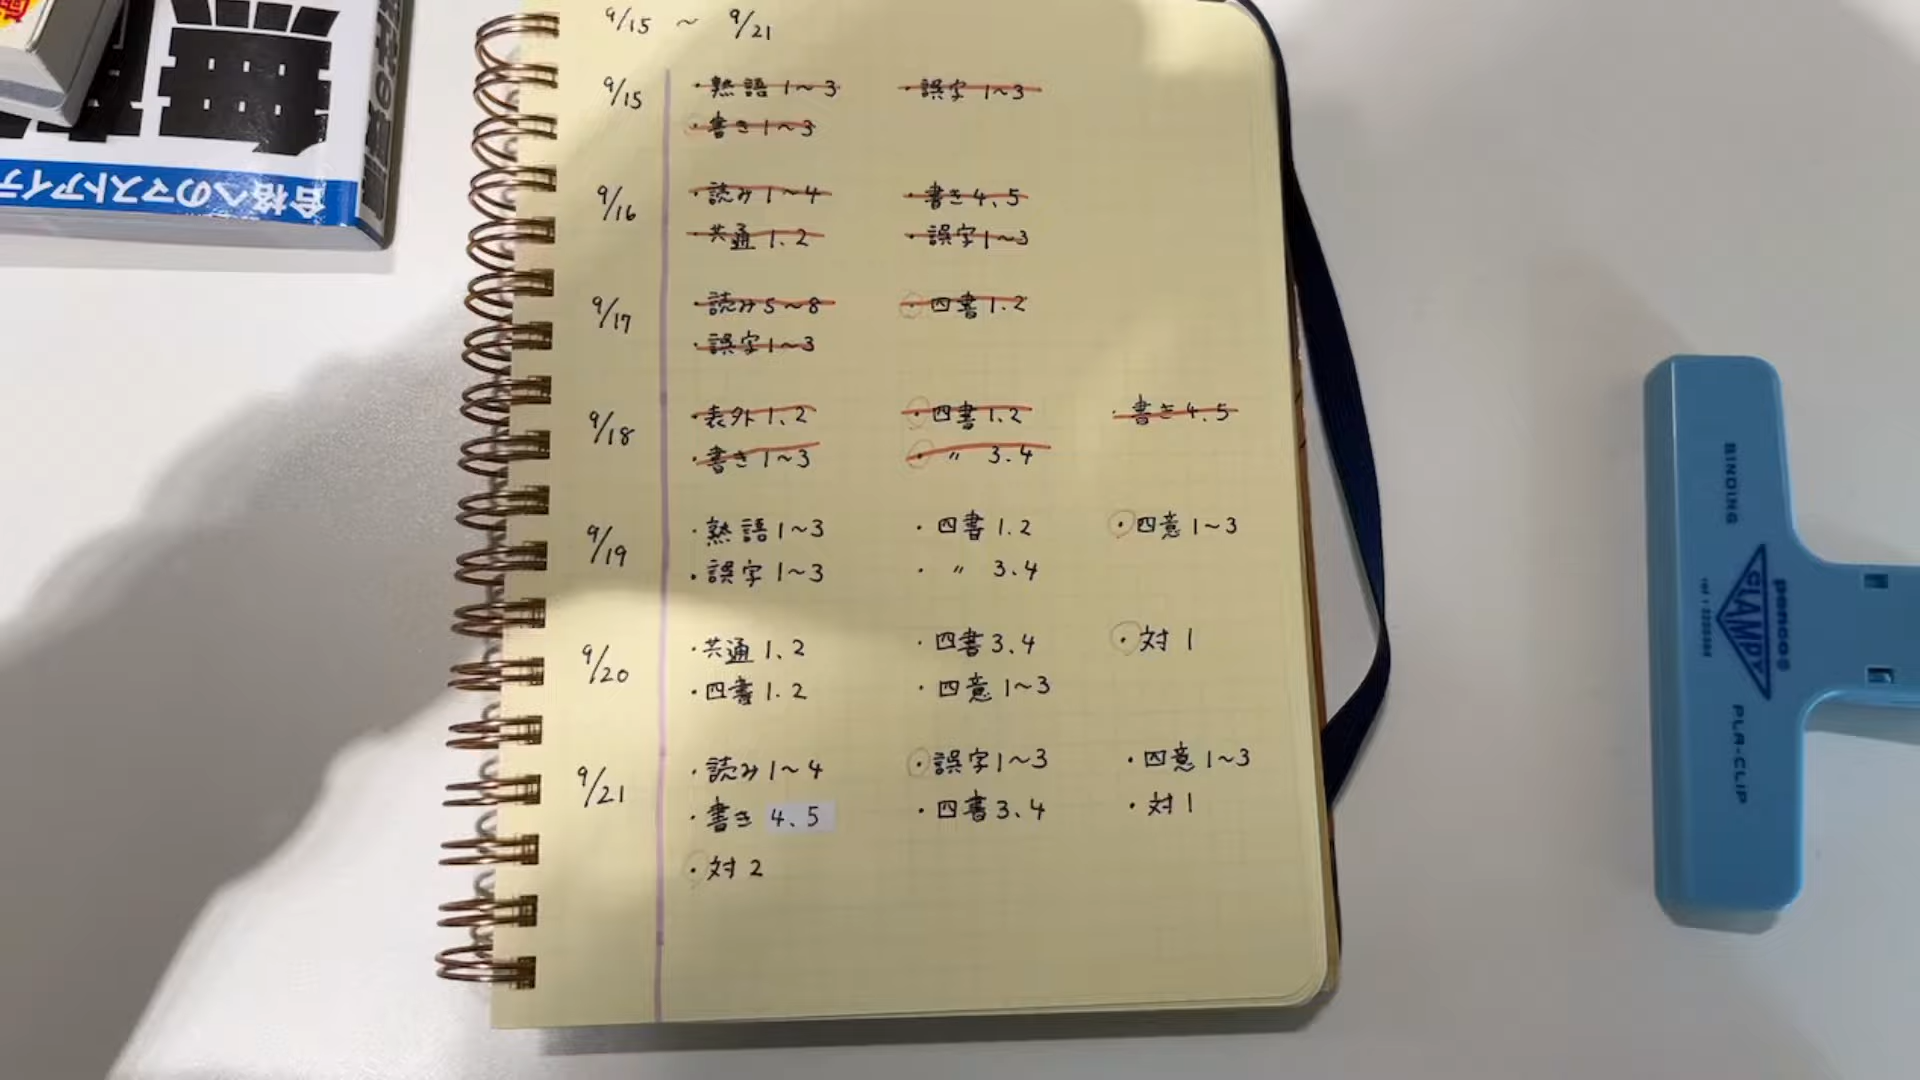 9/15 ~ 9/21
9/15 ・熟語 1~3 ・誤字 1~3
・書き 1~3
9/16 ・読み 1~4 ・書き 4、5
・共通 1、2 ・誤字 1~3
9/17 ・読み 5~8 ・四書 1.2
・誤字 1~3
9/18 ・表外 1、2 ・四書 1.2 ・書き 4.5
・書き 1~3 ・〃 3.4
9/19 ・熟語 1~3 ・四書 1.2 ・四意 1~3
・誤字 1~3 ・〃 3.4
9/20 ・共通 1、2 ・四書 3.4 ・対 1
・四書 1.2 ・四意 1~3
9/21 ・読み 1~4 ・誤字 1~3 ・四意 1~3
・書き 4、5 ・四書 3.4 ・対 1
・対 2
合格へのマストアイテ
BINDING
penco®
CLAMPY
PLA-CLIP